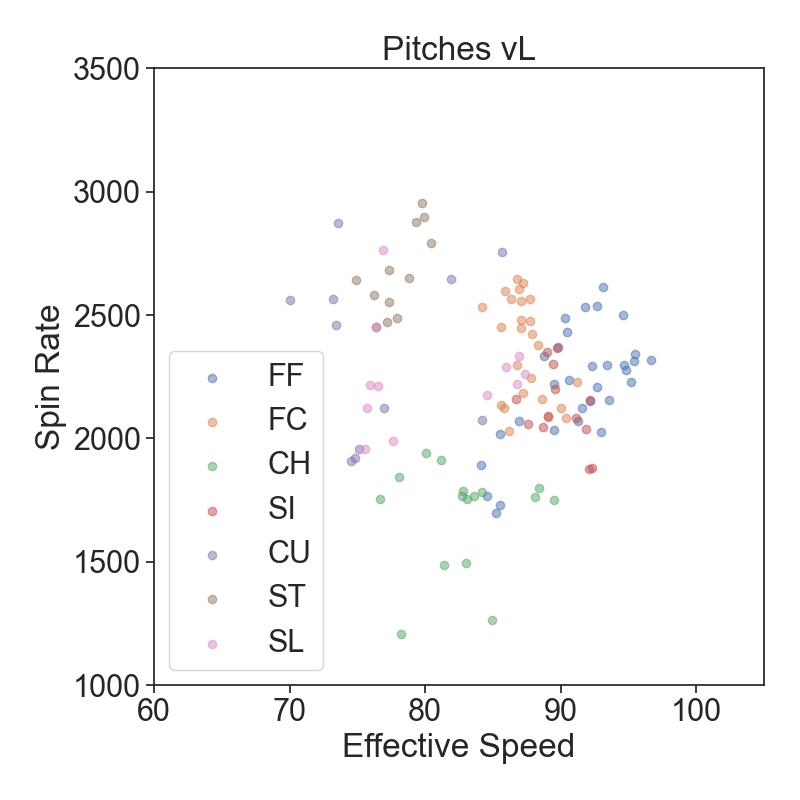 Pitches vL
3500
3000
2500
2000
1500
1000
Spin Rate
FF
FC
CH
SI
CU
ST
SL
60 70 80 90 100
Effective Speed